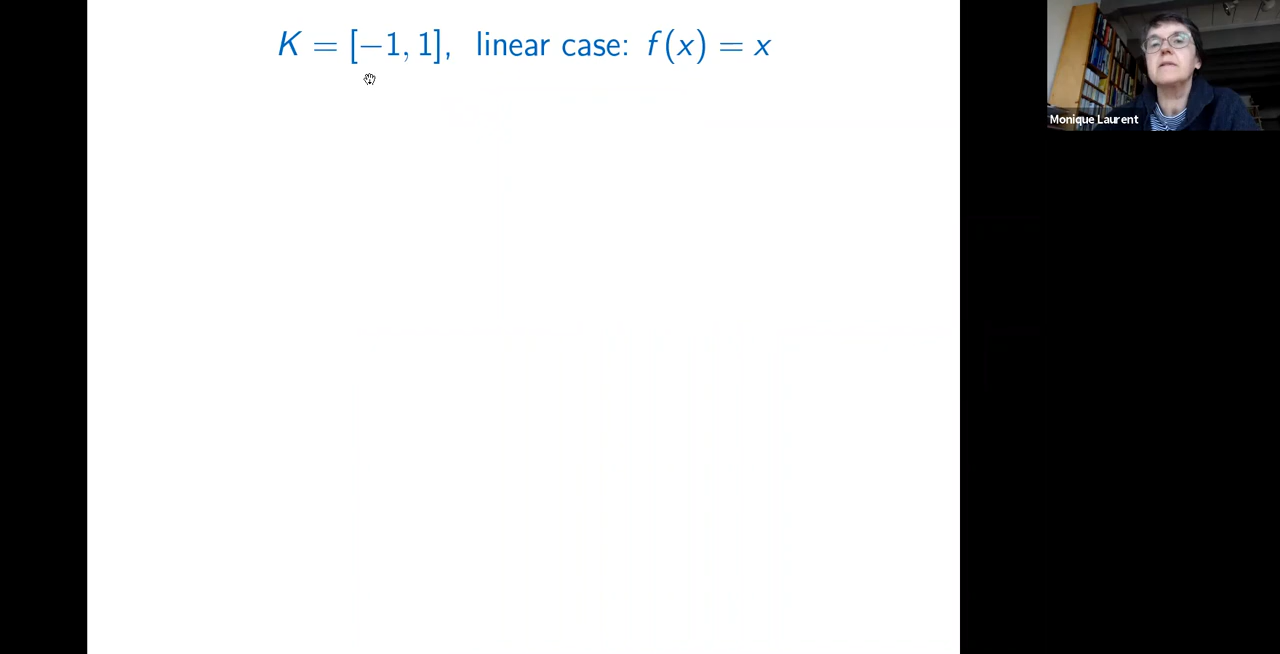 K = [−1, 1], linear case: f(x) = x
Monique Laurent